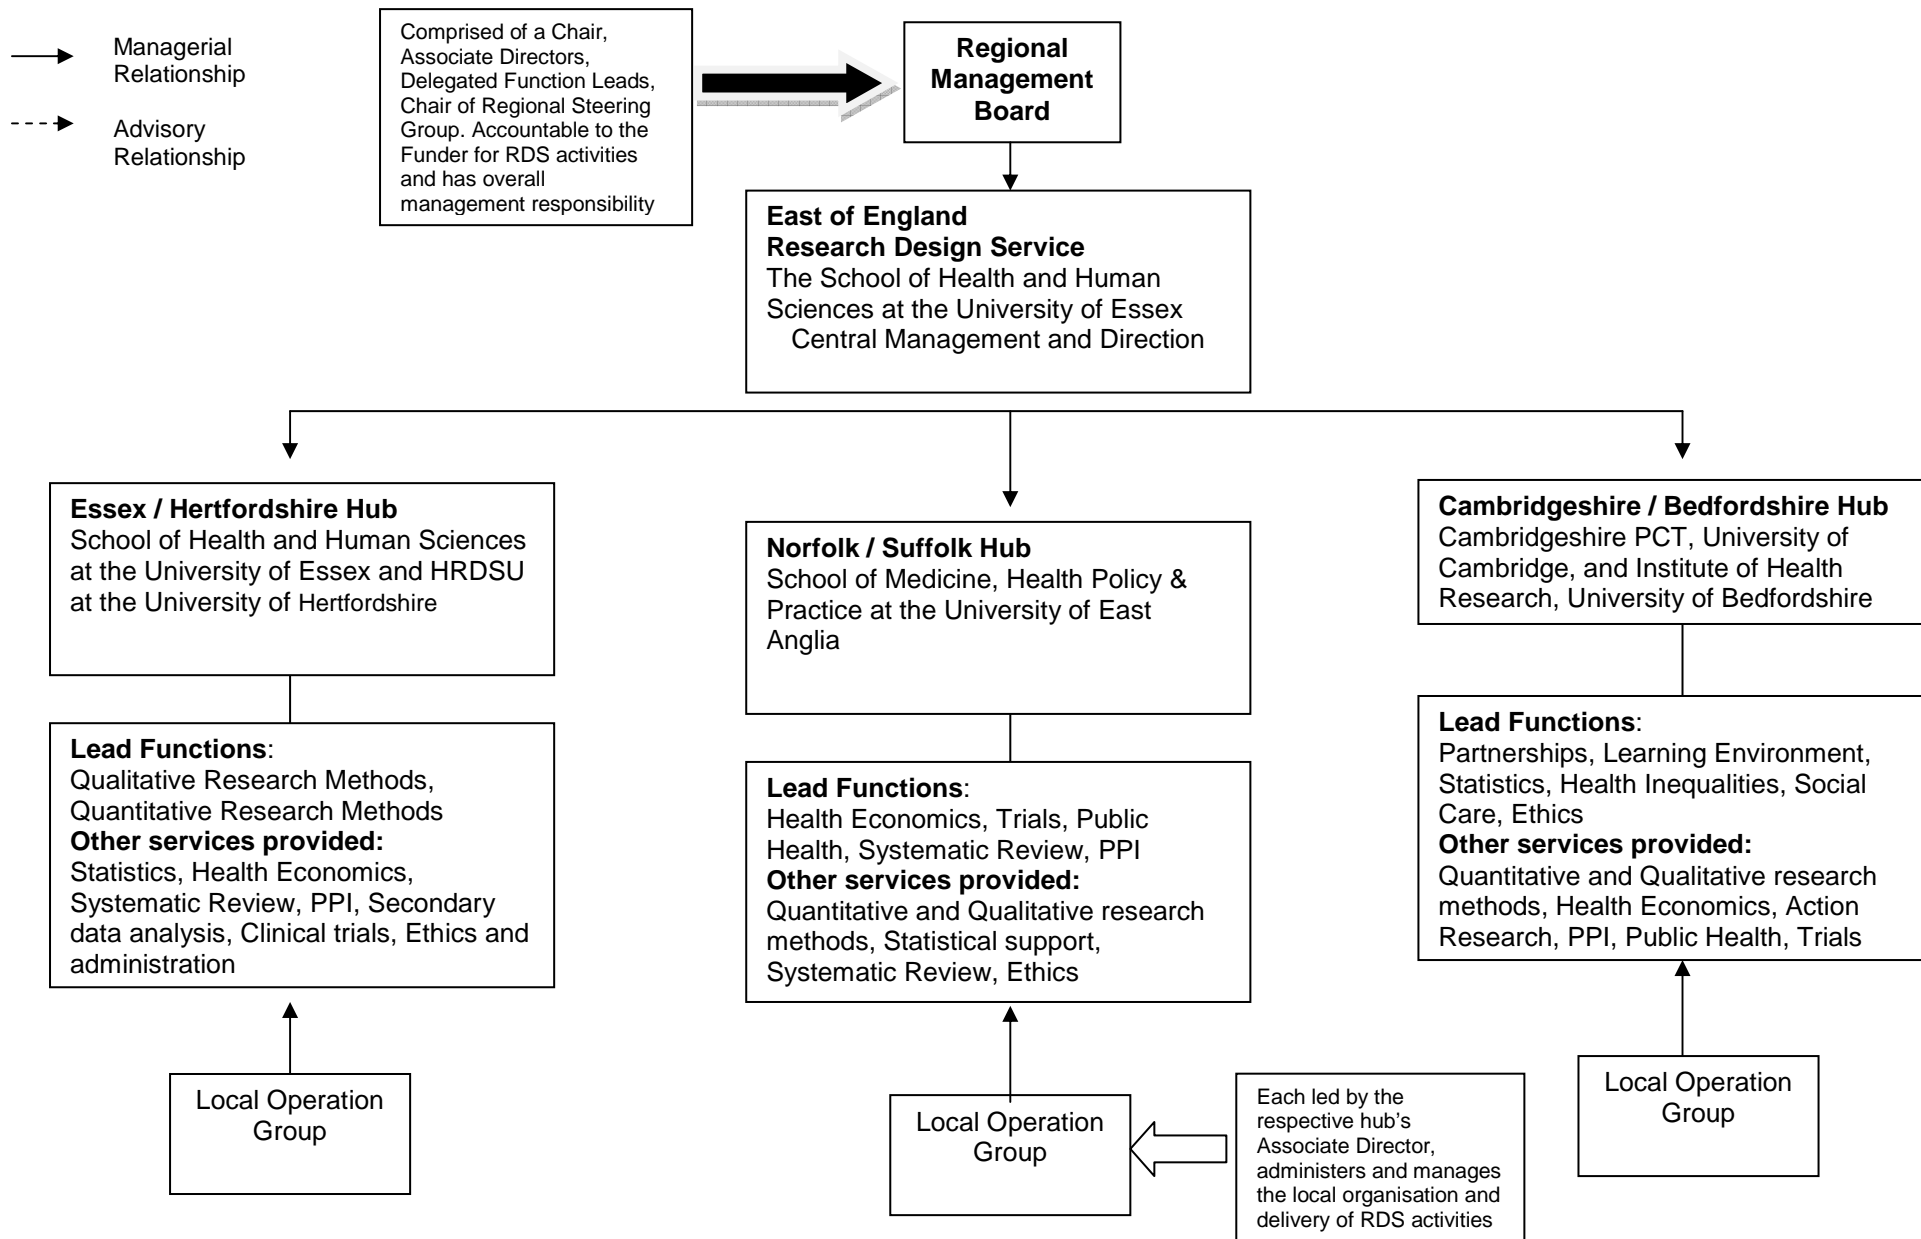 Managerial
Relationship
Advisory
Relationship
Comprised of a Chair,
Associate Directors,
Delegated Function Leads,
Chair of Regional Steering
Group. Accountable to the
Funder for RDS activities
and has overall
management responsibility
Regional
Management
Board
East of England
Research Design Service
The School of Health and Human
Sciences at the University of Essex
Central Management and Direction
Essex / Hertfordshire Hub
School of Health and Human Sciences
at the University of Essex and HRDSU
at the University of Hertfordshire
Norfolk / Suffolk Hub
School of Medicine, Health Policy &
Practice at the University of East
Anglia
Cambridgeshire / Bedfordshire Hub
Cambridgeshire PCT, University of
Cambridge, and Institute of Health
Research, University of Bedfordshire
Lead Functions:
Qualitative Research Methods,
Quantitative Research Methods
Other services provided:
Statistics, Health Economics,
Systematic Review, PPI, Secondary
data analysis, Clinical trials, Ethics and
administration
Lead Functions:
Health Economics, Trials, Public
Health, Systematic Review, PPI
Other services provided:
Quantitative and Qualitative research
methods, Statistical support,
Systematic Review, Ethics
Lead Functions:
Partnerships, Learning Environment,
Statistics, Health Inequalities, Social
Care, Ethics
Other services provided:
Quantitative and Qualitative research
methods, Health Economics, Action
Research, PPI, Public Health, Trials
Local Operation
Group
Local Operation
Group
Each led by the
respective hub's
Associate Director,
administers and manages
the local organisation and
delivery of RDS activities
Local Operation
Group